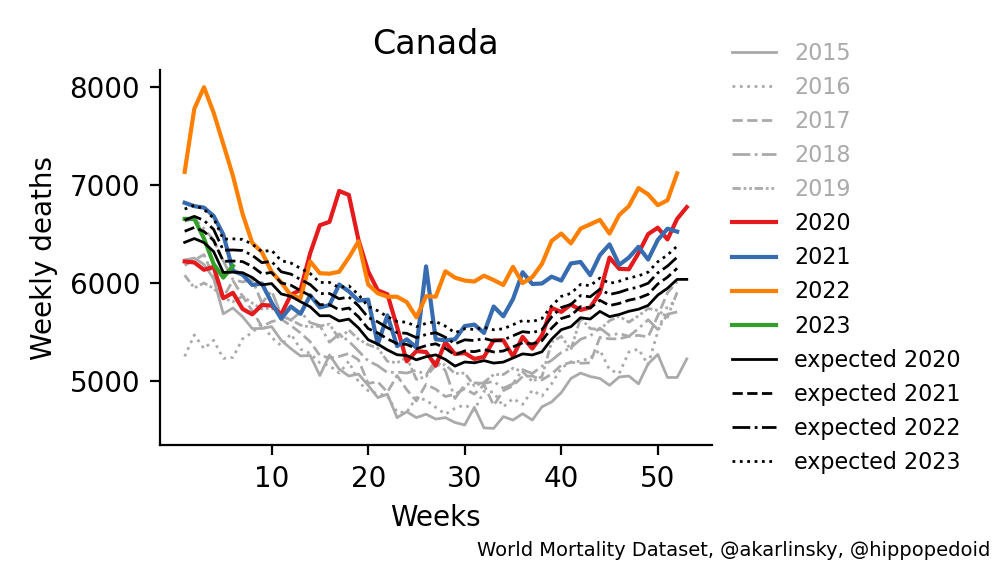 Canada
Weekly deaths
8000
7000
6000
5000
10 20 30 40 50
Weeks
2015
2016
2017
2018
2019
2020
2021
2022
2023
expected 2020
expected 2021
expected 2022
expected 2023
World Mortality Dataset, @akarlinsky, @hippopedoid